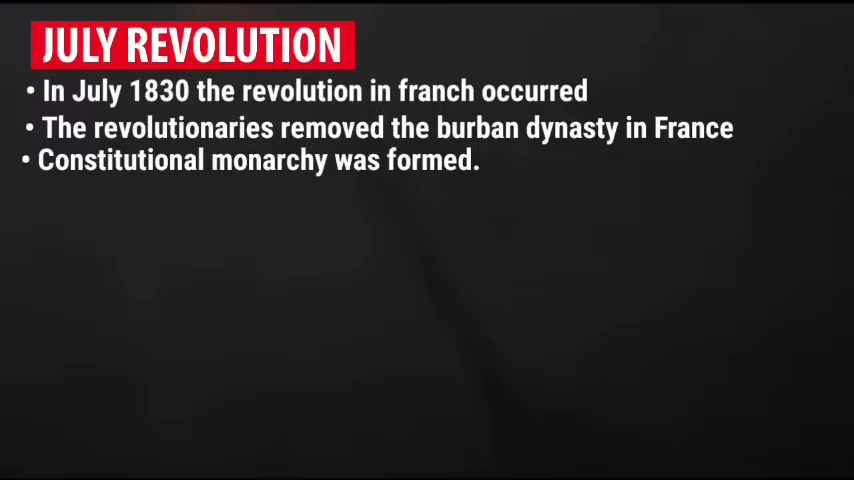 JULY REVOLUTION
• In July 1830 the revolution in franch occurred
• The revolutionaries removed the burban dynasty in France
• Constitutional monarchy was formed.